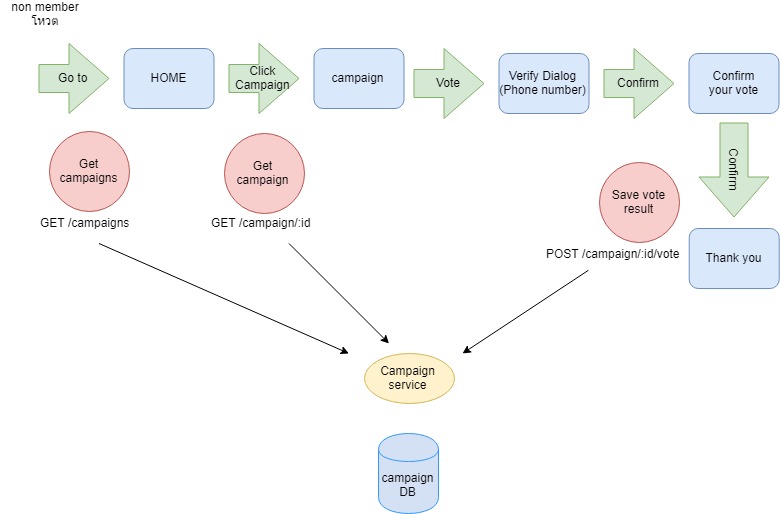 non member
โหวต
Go to
HOME
Click
Campaign
campaign
Vote
Verify Dialog
(Phone number)
Confirm
Confirm
your vote
Get
campaigns
GET /campaigns
Get
campaign
GET /campaign/:id
Save vote
result
POST /campaign/:id/vote
Confirm
Thank you
Campaign
service
campaign
DB